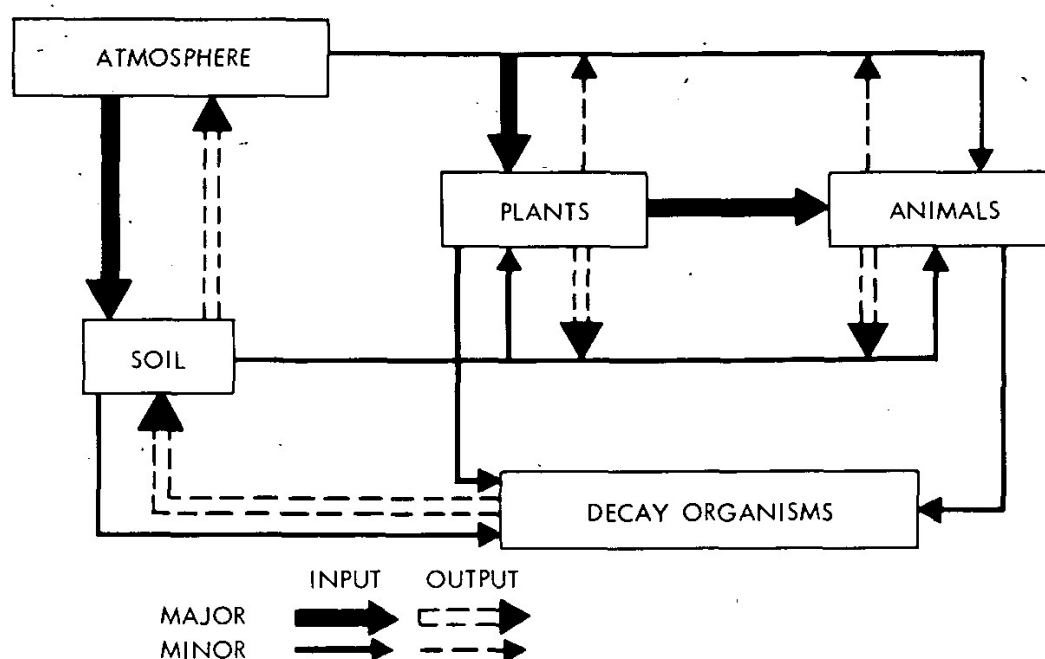 ATMOSPHERE
PLANTS
ANIMALS
SOIL
DECAY ORGANISMS
INPUT OUTPUT
MAJOR
MINOR